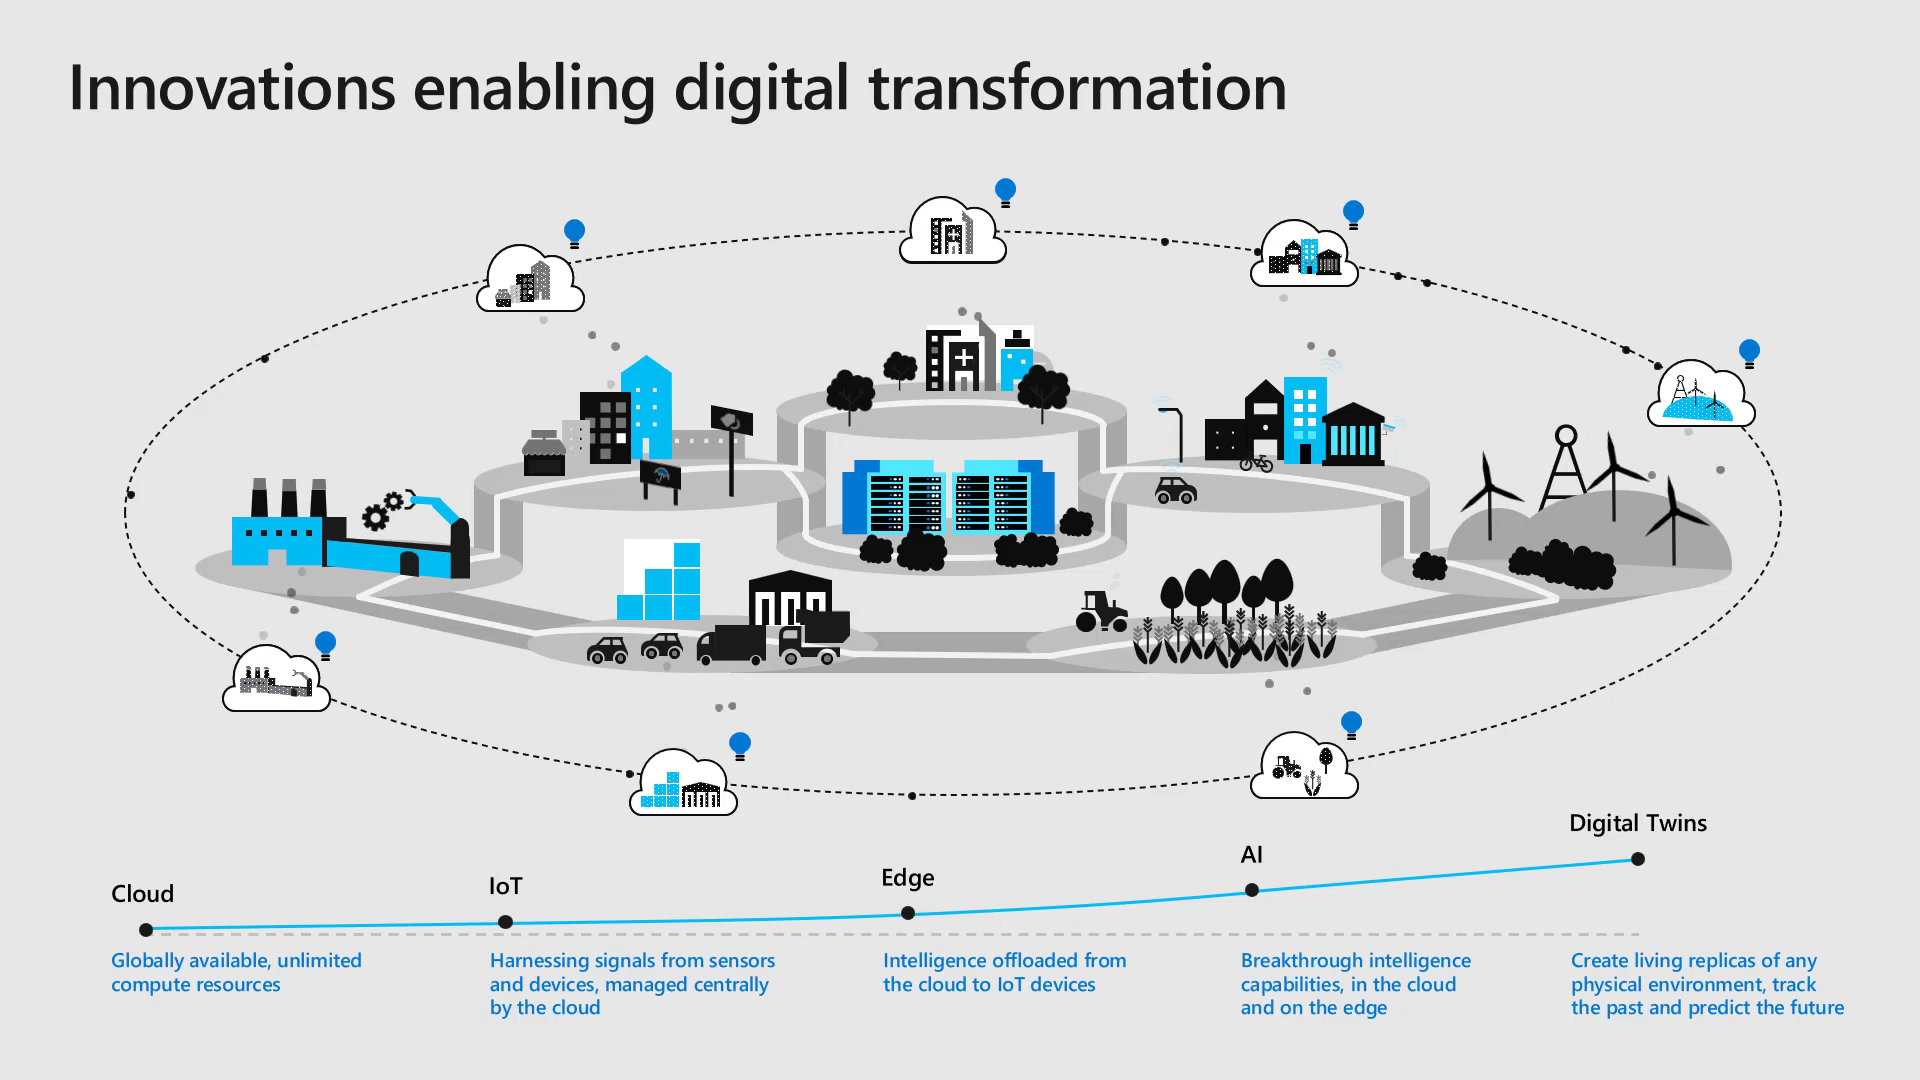 Innovations enabling digital transformation
Cloud
Globally available, unlimited
compute resources
IoT
Harnessing signals from sensors
and devices, managed centrally
by the cloud
Edge
Intelligence offloaded from
the cloud to IoT devices
AI
Breakthrough intelligence
capabilities, in the cloud
and on the edge
Digital Twins
Create living replicas of any
physical environment, track
the past and predict the future